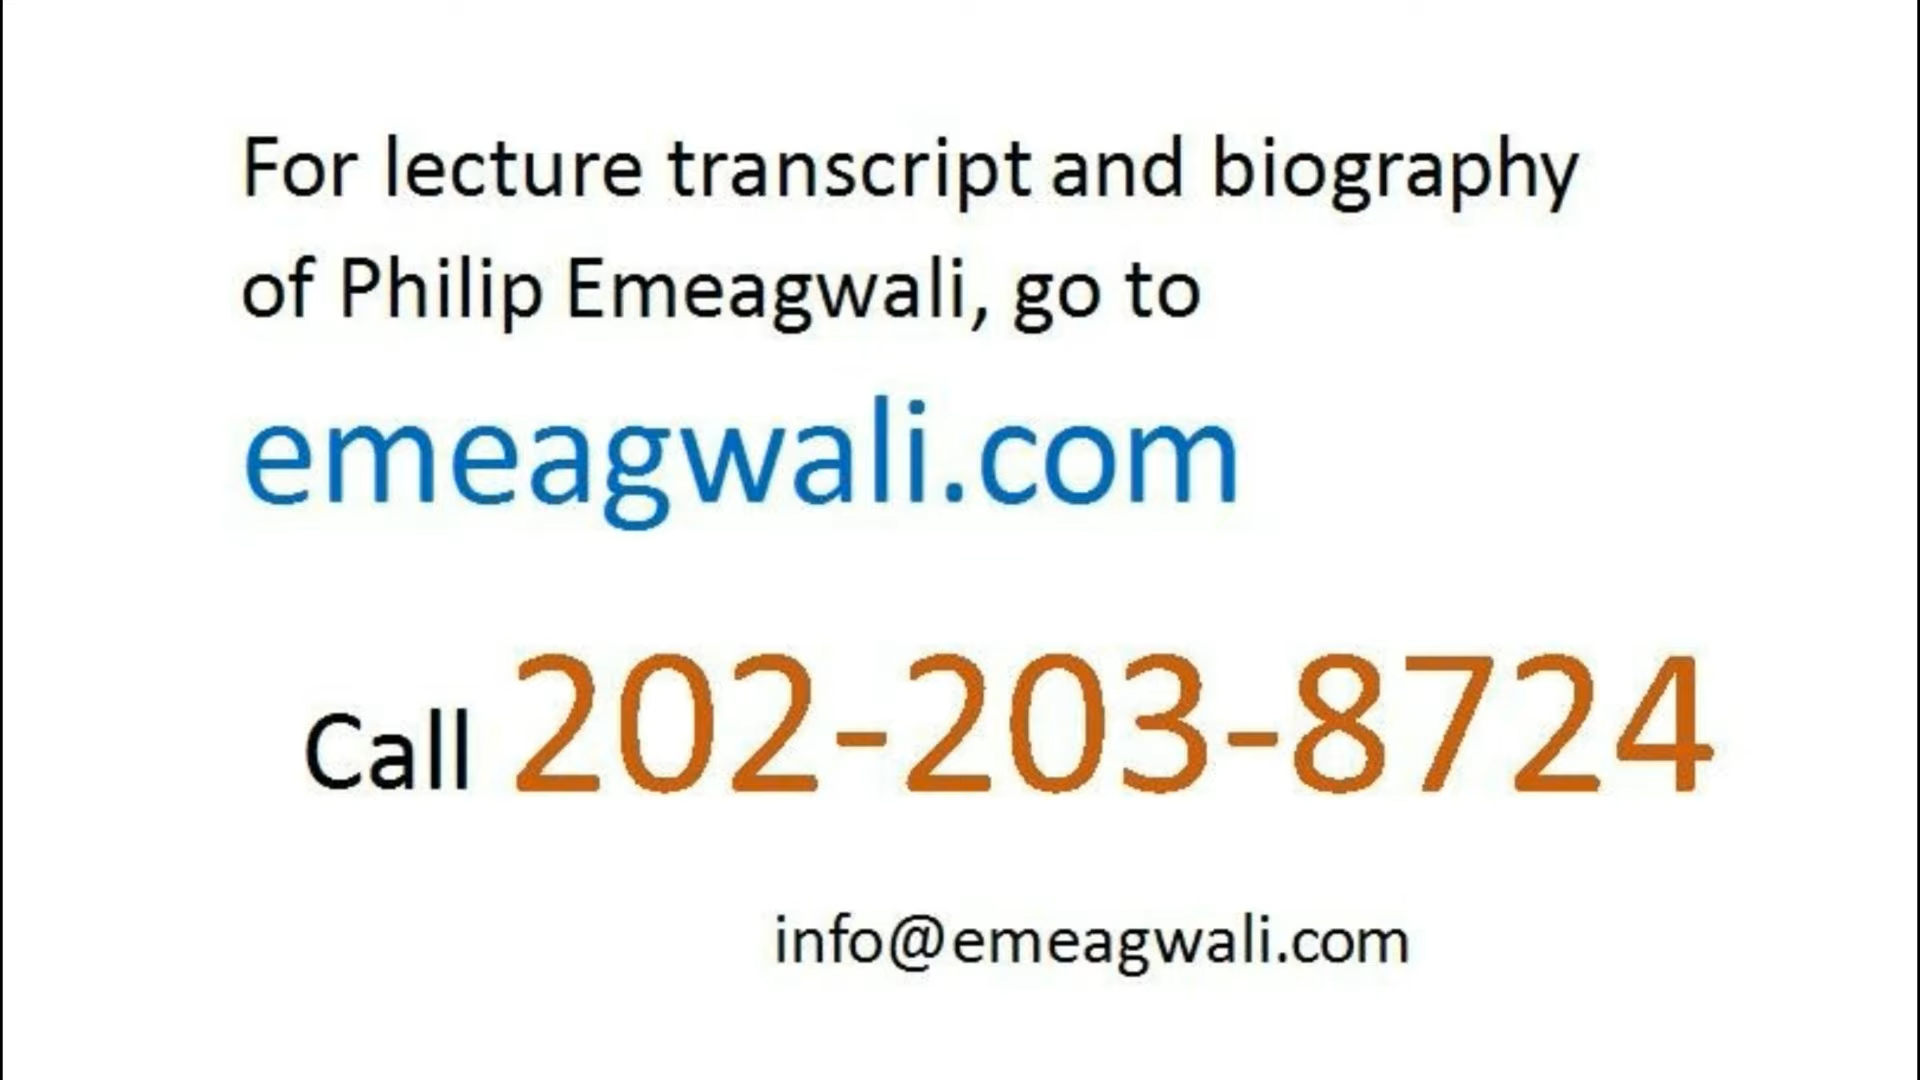 For lecture transcript and biography
of Philip Emeagwali, go to
emeagwali.com
Call 202-203-8724
info@emeagwali.com